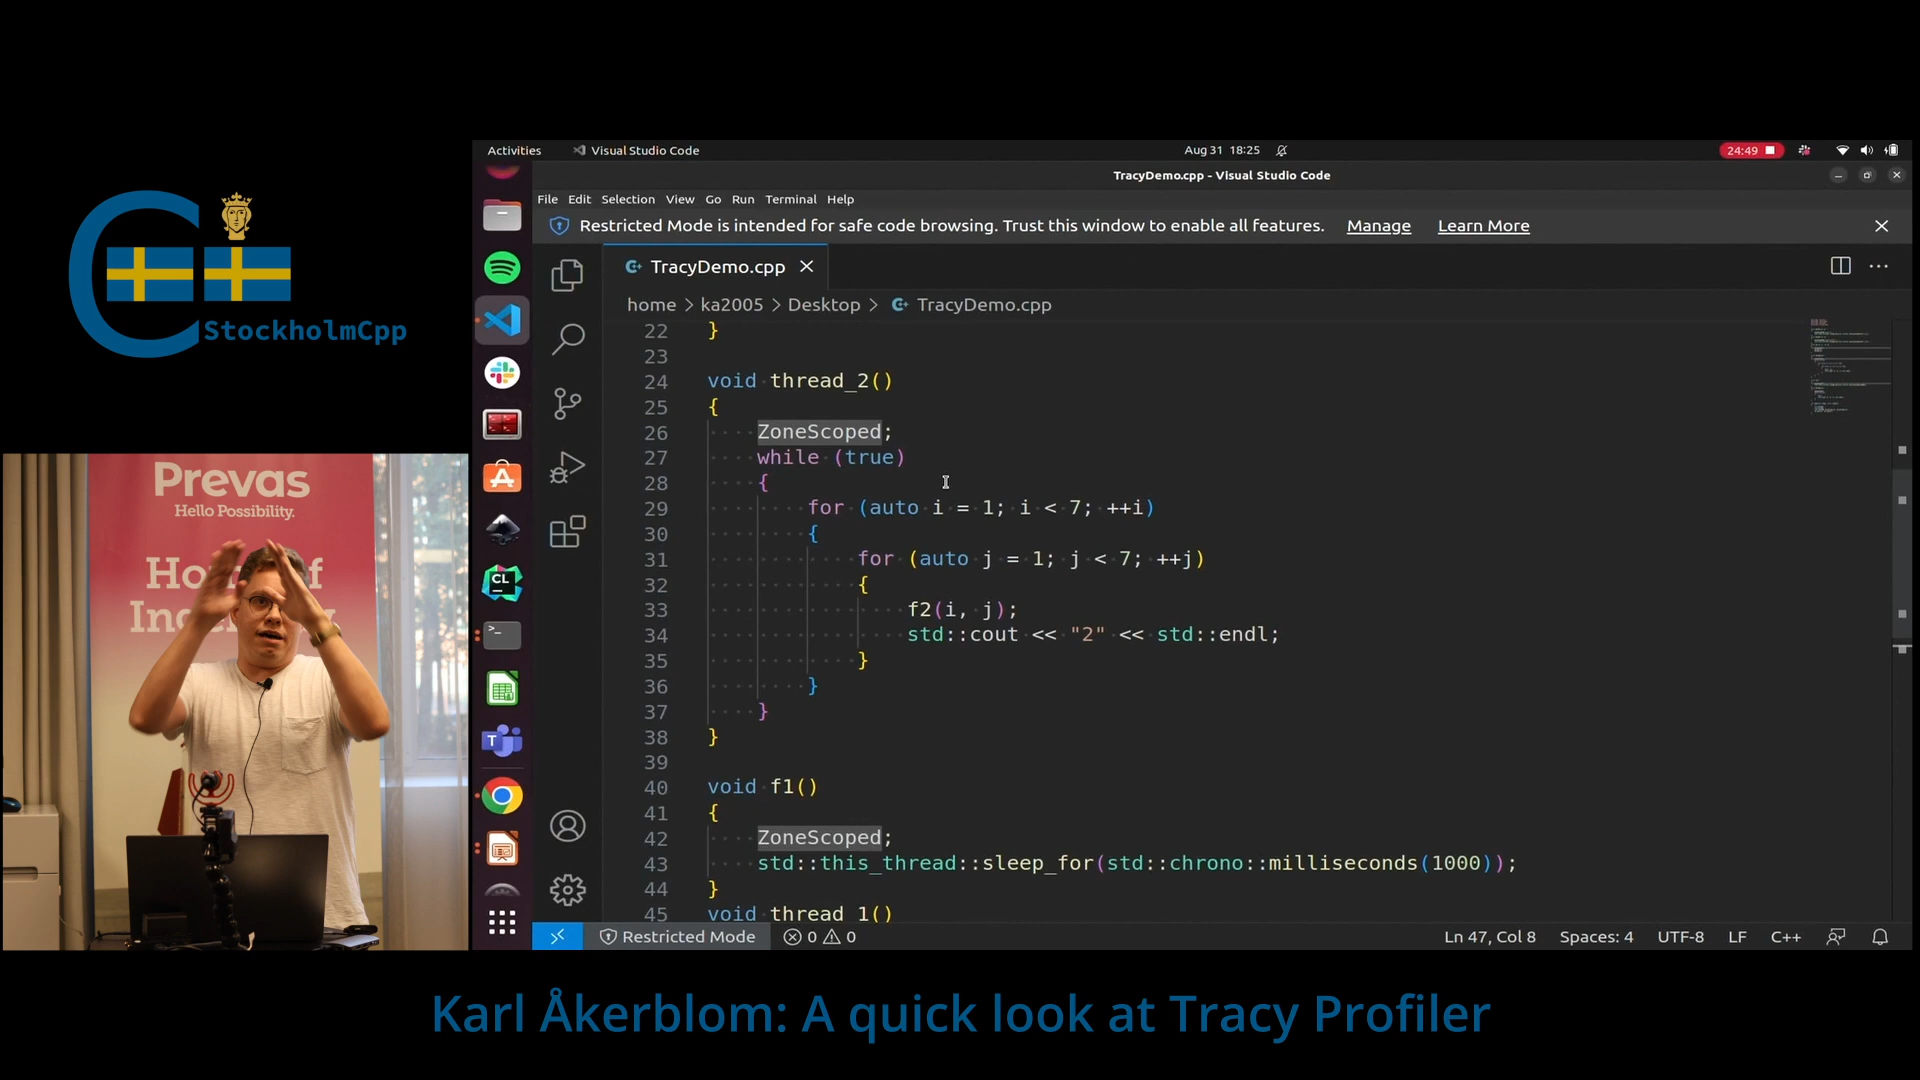 StockholmCpp
Prevas
Hello Possibility.
Activities
Visual Studio Code
Aug 31 18:25
24:49
TracyDemo.cpp - Visual Studio Code
File Edit Selection View Go Run Terminal Help
Restricted Mode is intended for safe code browsing. Trust this window to enable all features. Manage Learn More
TracyDemo.cpp
home > ka2005 > Desktop > TracyDemo.cpp
22 }
23
24 void thread_2()
25 {
26 ZoneScoped;
27 while (true)
28 {
29 for (auto i = 1; i < 7; ++i)
30 {
31 for (auto j = 1; j < 7; ++j)
32 {
33 f2(i, j);
34 std::cout << "2" << std::endl;
35 }
36 }
37 }
38 }
39
40 void f1()
41 {
42 ZoneScoped;
43 std::this_thread::sleep_for(std::chrono::milliseconds(1000));
44 }
45 void thread_1()
Restricted Mode 0 0
Ln 47, Col 8 Spaces: 4 UTF-8 LF C++
Karl Åkerblom: A quick look at Tracy Profiler